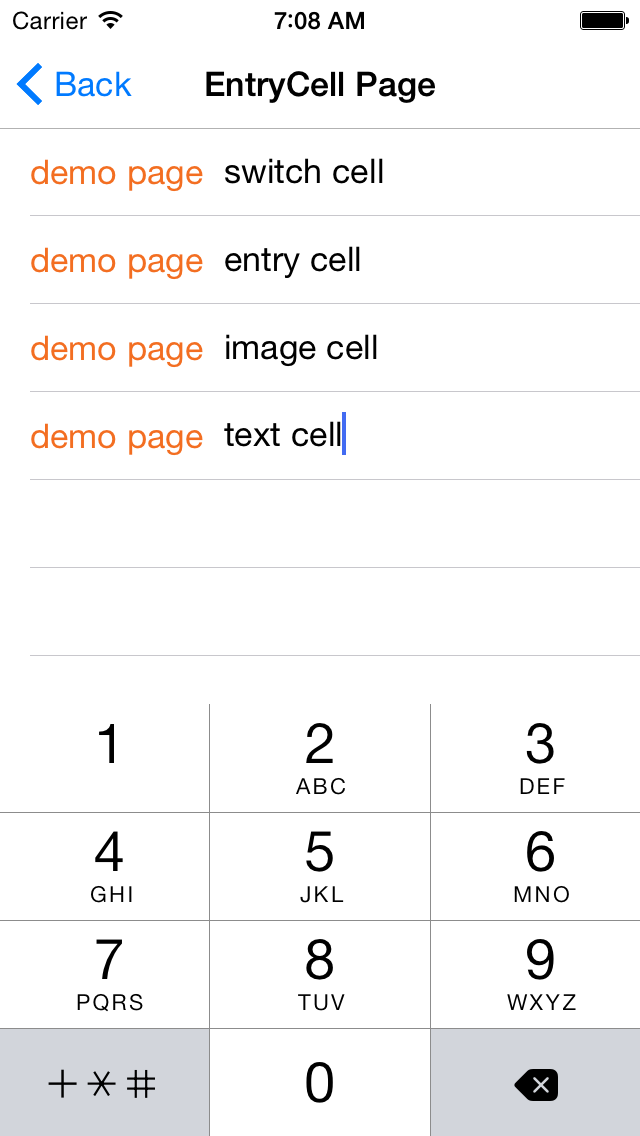 Carrier 7:08 AM
Back EntryCell Page
demo page switch cell
demo page entry cell
demo page image cell
demo page text cell
1 2 3
ABC DEF
4 5 6
GHI JKL MNO
7 8 9
PQRS TUV WXYZ
+*# 0